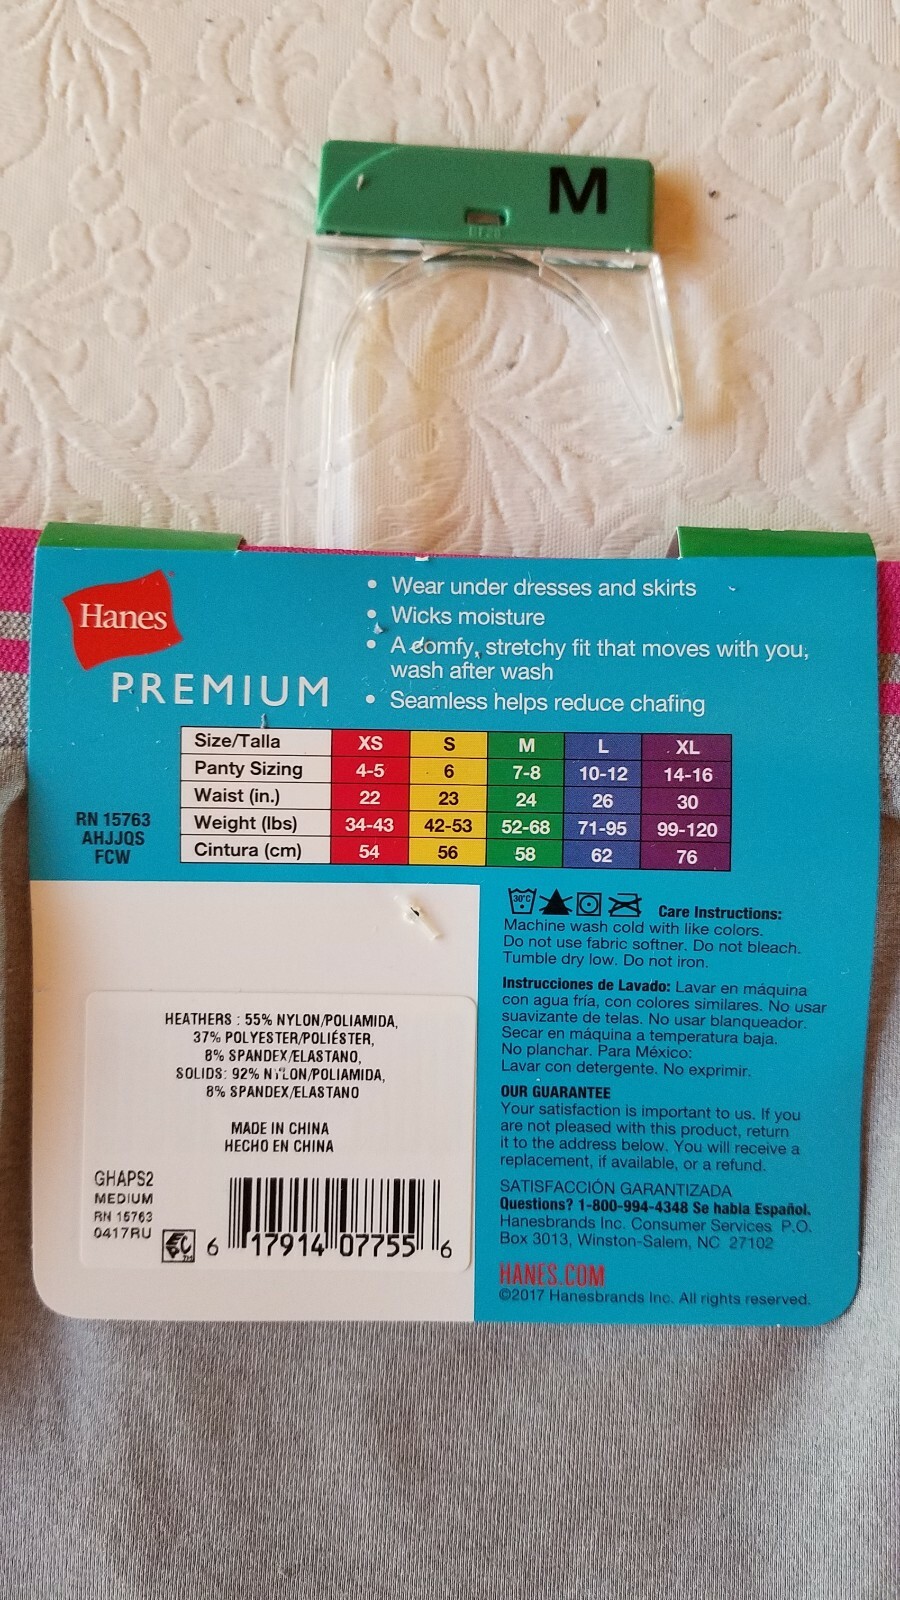 M
Hanes
PREMIUM
• Wear under dresses and skirts
• Wicks moisture
• A comfy, stretchy fit that moves with you,
wash after wash
• Seamless helps reduce chafing
Size/Talla XS S M L XL
Panty Sizing 4-5 6 7-8 10-12 14-16
Waist (in.) 22 23 24 26 30
Weight (lbs) 34-43 42-53 52-68 71-95 99-120
Cintura (cm) 54 56 58 62 76
RN 15763
AHJJQS
FCW
30°C
Care Instructions:
Machine wash cold with like colors.
Do not use fabric softner. Do not bleach.
Tumble dry low. Do not iron.
Instrucciones de Lavado: Lavar en máquina
con agua fría, con colores similares. No usar
suavizante de telas. No usar blanqueador.
Secar en máquina a temperatura baja.
No planchar. Para México:
Lavar con detergente. No exprimir.
OUR GUARANTEE
Your satisfaction is important to us. If you
are not pleased with this product, return
it to the address below. You will receive a
replacement, if available, or a refund.
SATISFACCIÓN GARANTIZADA
Questions? 1-800-994-4348 Se habla Español.
Hanesbrands Inc. Consumer Services P.O.
Box 3013, Winston-Salem, NC 27102
HANES.COM
©2017 Hanesbrands Inc. All rights reserved.
HEATHERS : 55% NYLON/POLIAMIDA,
37% POLYESTER/POLIÉSTER,
8% SPANDEX/ELASTANO,
SOLIDS: 92% NYLON/POLIAMIDA,
8% SPANDEX/ELASTANO
MADE IN CHINA
HECHO EN CHINA
GHAPS2
MEDIUM
RN 15763
0417RU
6 17914 07755 6